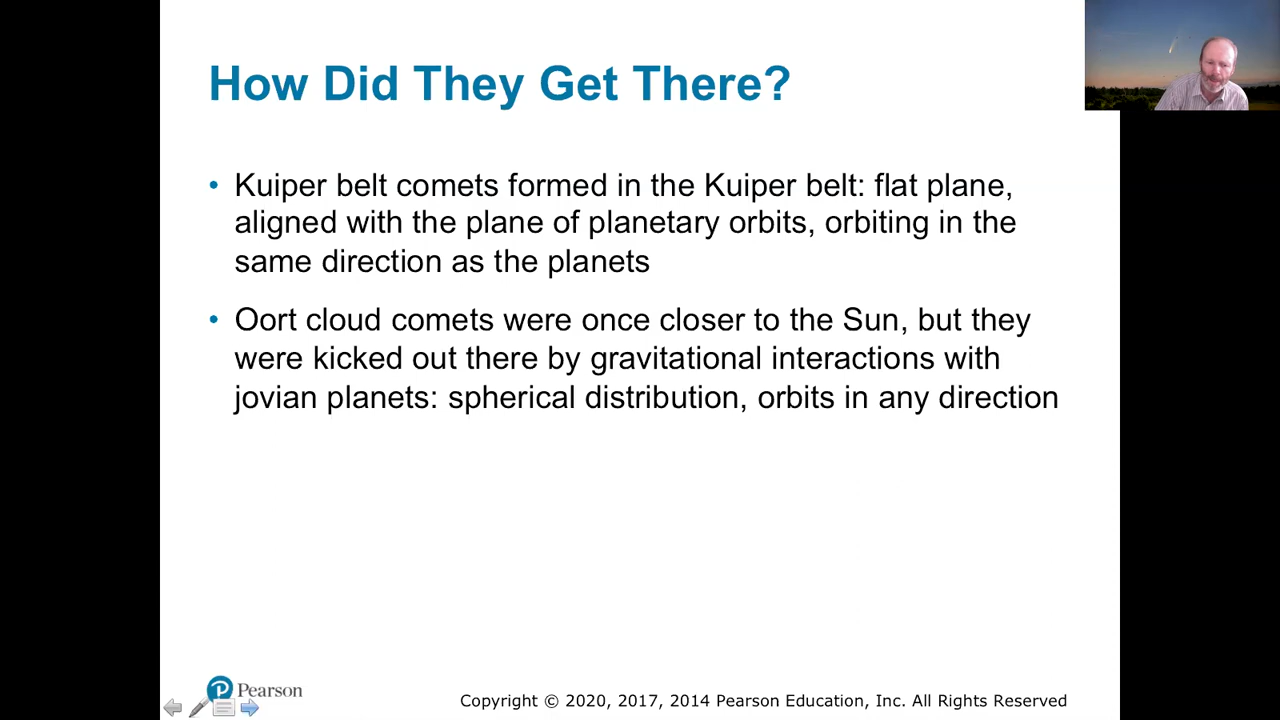 How Did They Get There?
• Kuiper belt comets formed in the Kuiper belt: flat plane,
aligned with the plane of planetary orbits, orbiting in the
same direction as the planets
• Oort cloud comets were once closer to the Sun, but they
were kicked out there by gravitational interactions with
jovian planets: spherical distribution, orbits in any direction
Pearson
Copyright © 2020, 2017, 2014 Pearson Education, Inc. All Rights Reserved